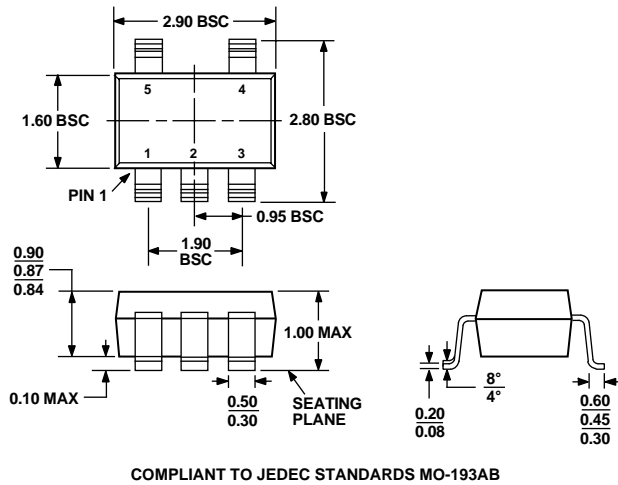 2.90 BSC
5
4
1.60 BSC
2.80 BSC
1
2
3
PIN 1
0.95 BSC
1.90
BSC
0.90
0.87
0.84
1.00 MAX
0.10 MAX
0.50
0.30
SEATING
PLANE
0.20
0.08
8°
4°
0.60
0.45
0.30
COMPLIANT TO JEDEC STANDARDS MO-193AB